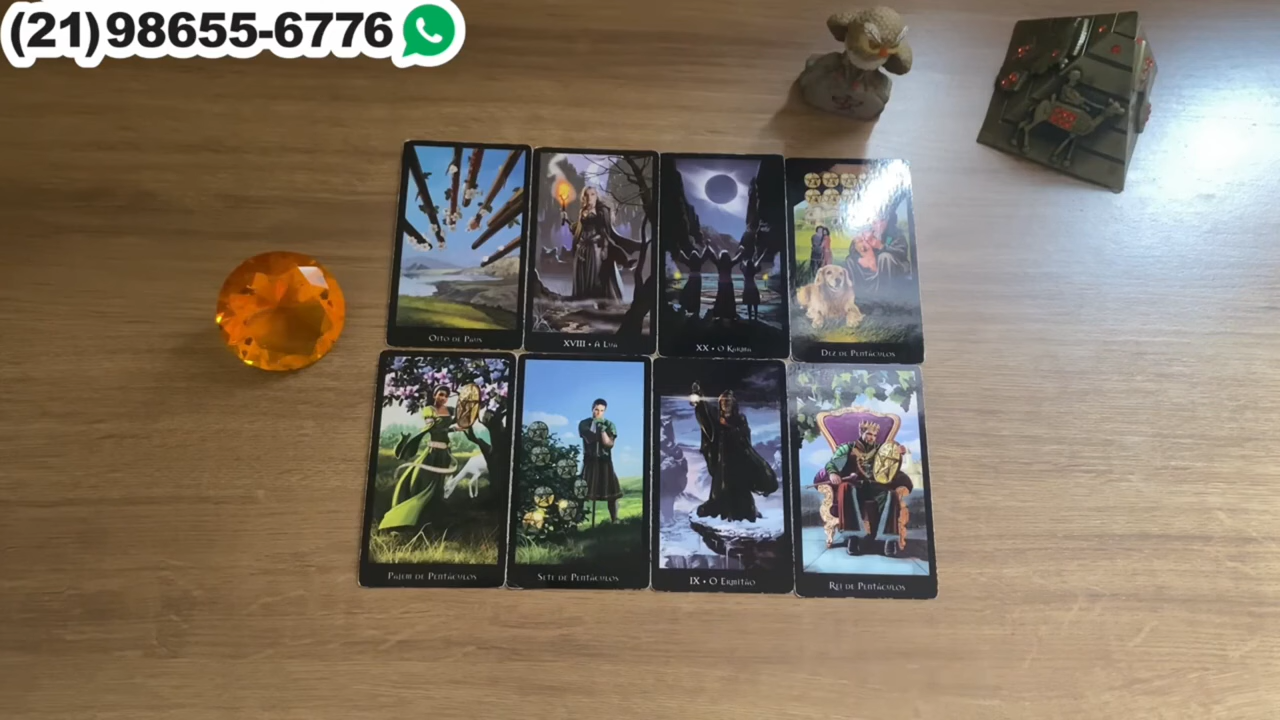 (21)98655-6776
OITO DE PAUS
XVIII • A LUA
XX • O KARMA
DEZ DE PENTÁCULOS
PAJEM DE PENTÁCULOS
SETE DE PENTÁCULOS
IX • O ERMITÃO
REI DE PENTÁCULOS